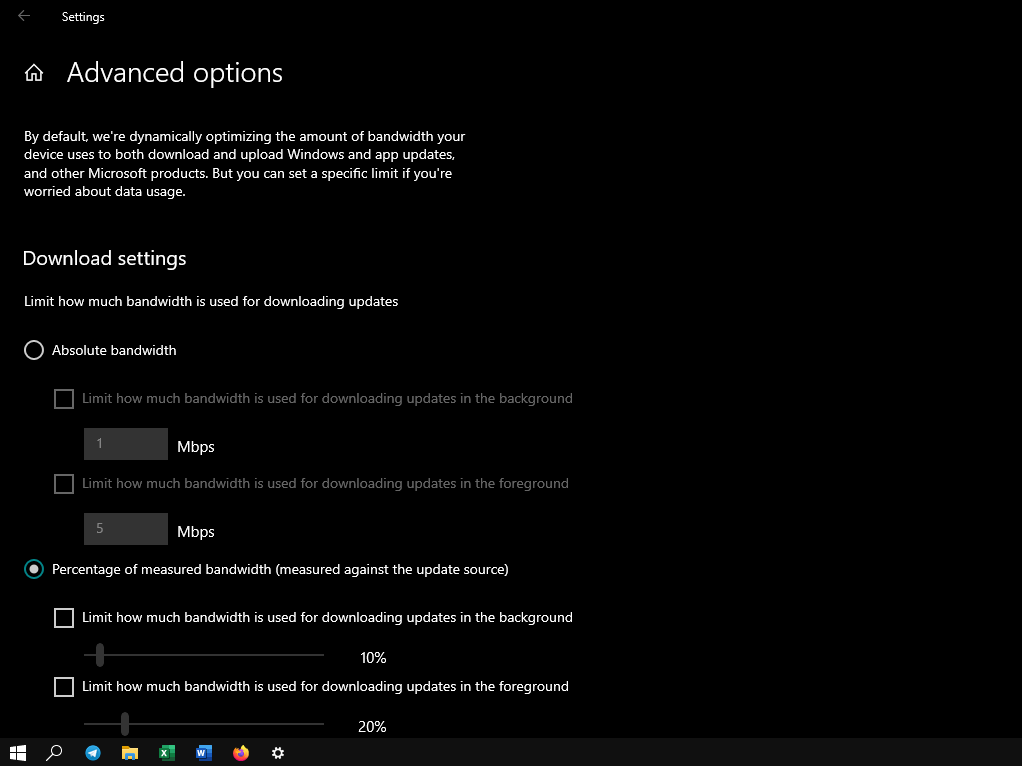 Settings
Advanced options
By default, we're dynamically optimizing the amount of bandwidth your
device uses to both download and upload Windows and app updates,
and other Microsoft products. But you can set a specific limit if you're
worried about data usage.
Download settings
Limit how much bandwidth is used for downloading updates
Absolute bandwidth
Limit how much bandwidth is used for downloading updates in the background
1 Mbps
Limit how much bandwidth is used for downloading updates in the foreground
5 Mbps
Percentage of measured bandwidth (measured against the update source)
Limit how much bandwidth is used for downloading updates in the background
10%
Limit how much bandwidth is used for downloading updates in the foreground
20%